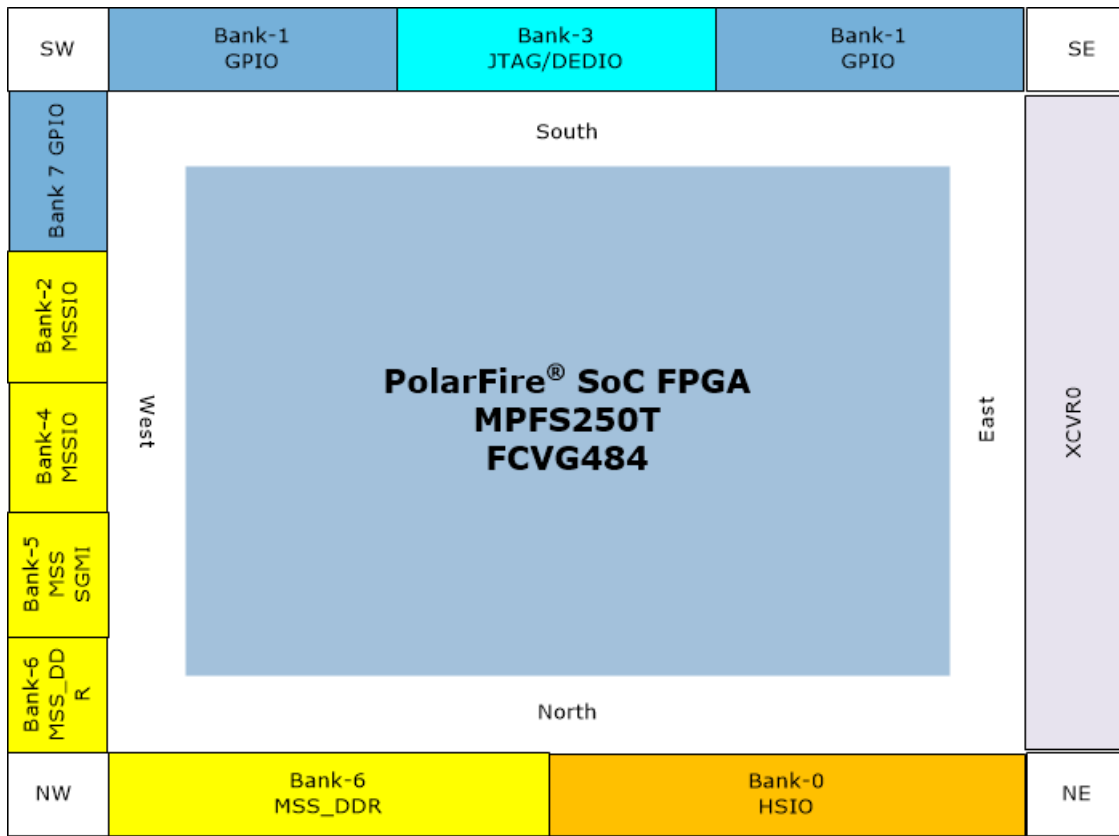 SW
Bank-1
GPIO
Bank-3
JTAG/DEDIO
Bank-1
GPIO
SE
South
Bank 7 GPIO
Bank-2
MSSIO
Bank-4
MSSIO
Bank-5
MSS
SGMI
Bank-6
MSS_DD
R
West
PolarFire® SoC FPGA
MPFS250T
FCVG484
East
XCVR0
North
NW
Bank-6
MSS_DDR
Bank-0
HSIO
NE